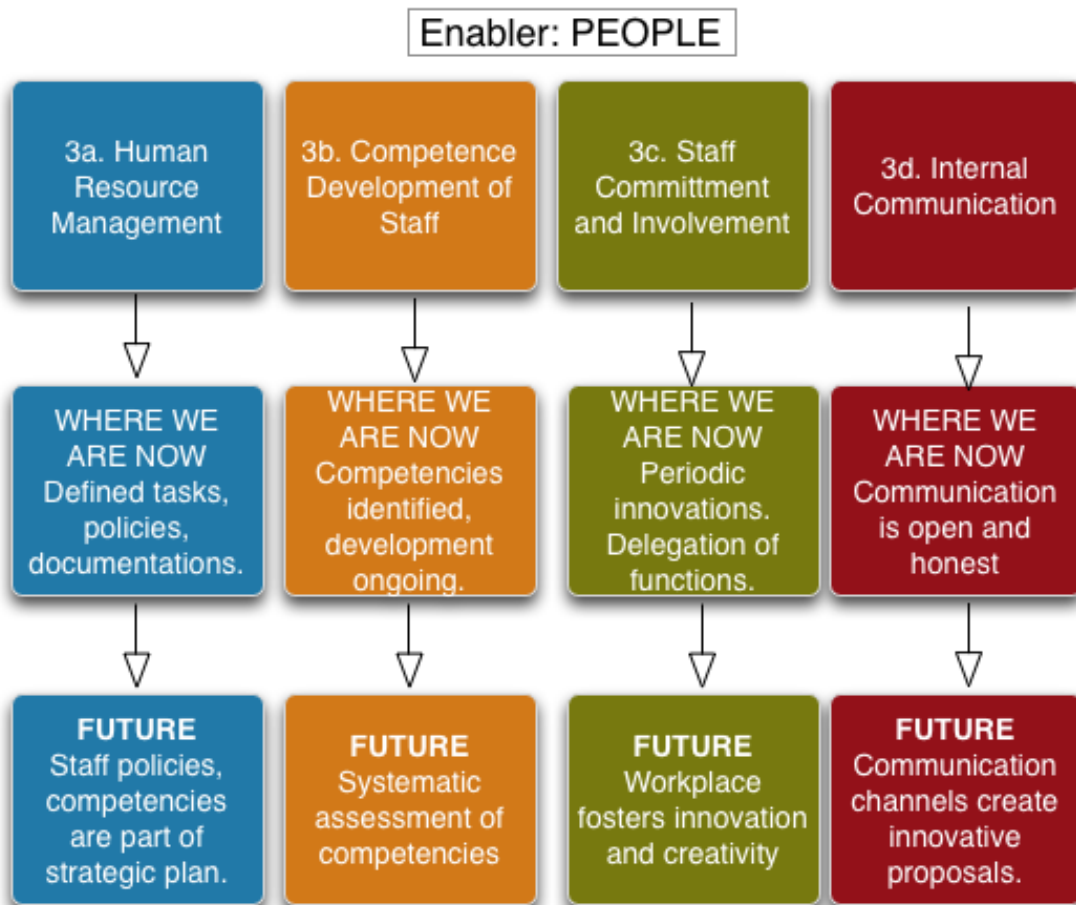 Enabler: PEOPLE
3a. Human
Resource
Management
3b. Competence
Development of
Staff
3c. Staff
Committment
and Involvement
3d. Internal
Communication
WHERE WE
ARE NOW
Defined tasks,
policies,
documentations.
WHERE WE
ARE NOW
Competencies
identified,
development
ongoing.
WHERE WE
ARE NOW
Periodic
innovations.
Delegation of
functions.
WHERE WE
ARE NOW
Communication
is open and
honest
FUTURE
Staff policies,
competencies
are part of
strategic plan.
FUTURE
Systematic
assessment of
competencies
FUTURE
Workplace
fosters innovation
and creativity
FUTURE
Communication
channels create
innovative
proposals.